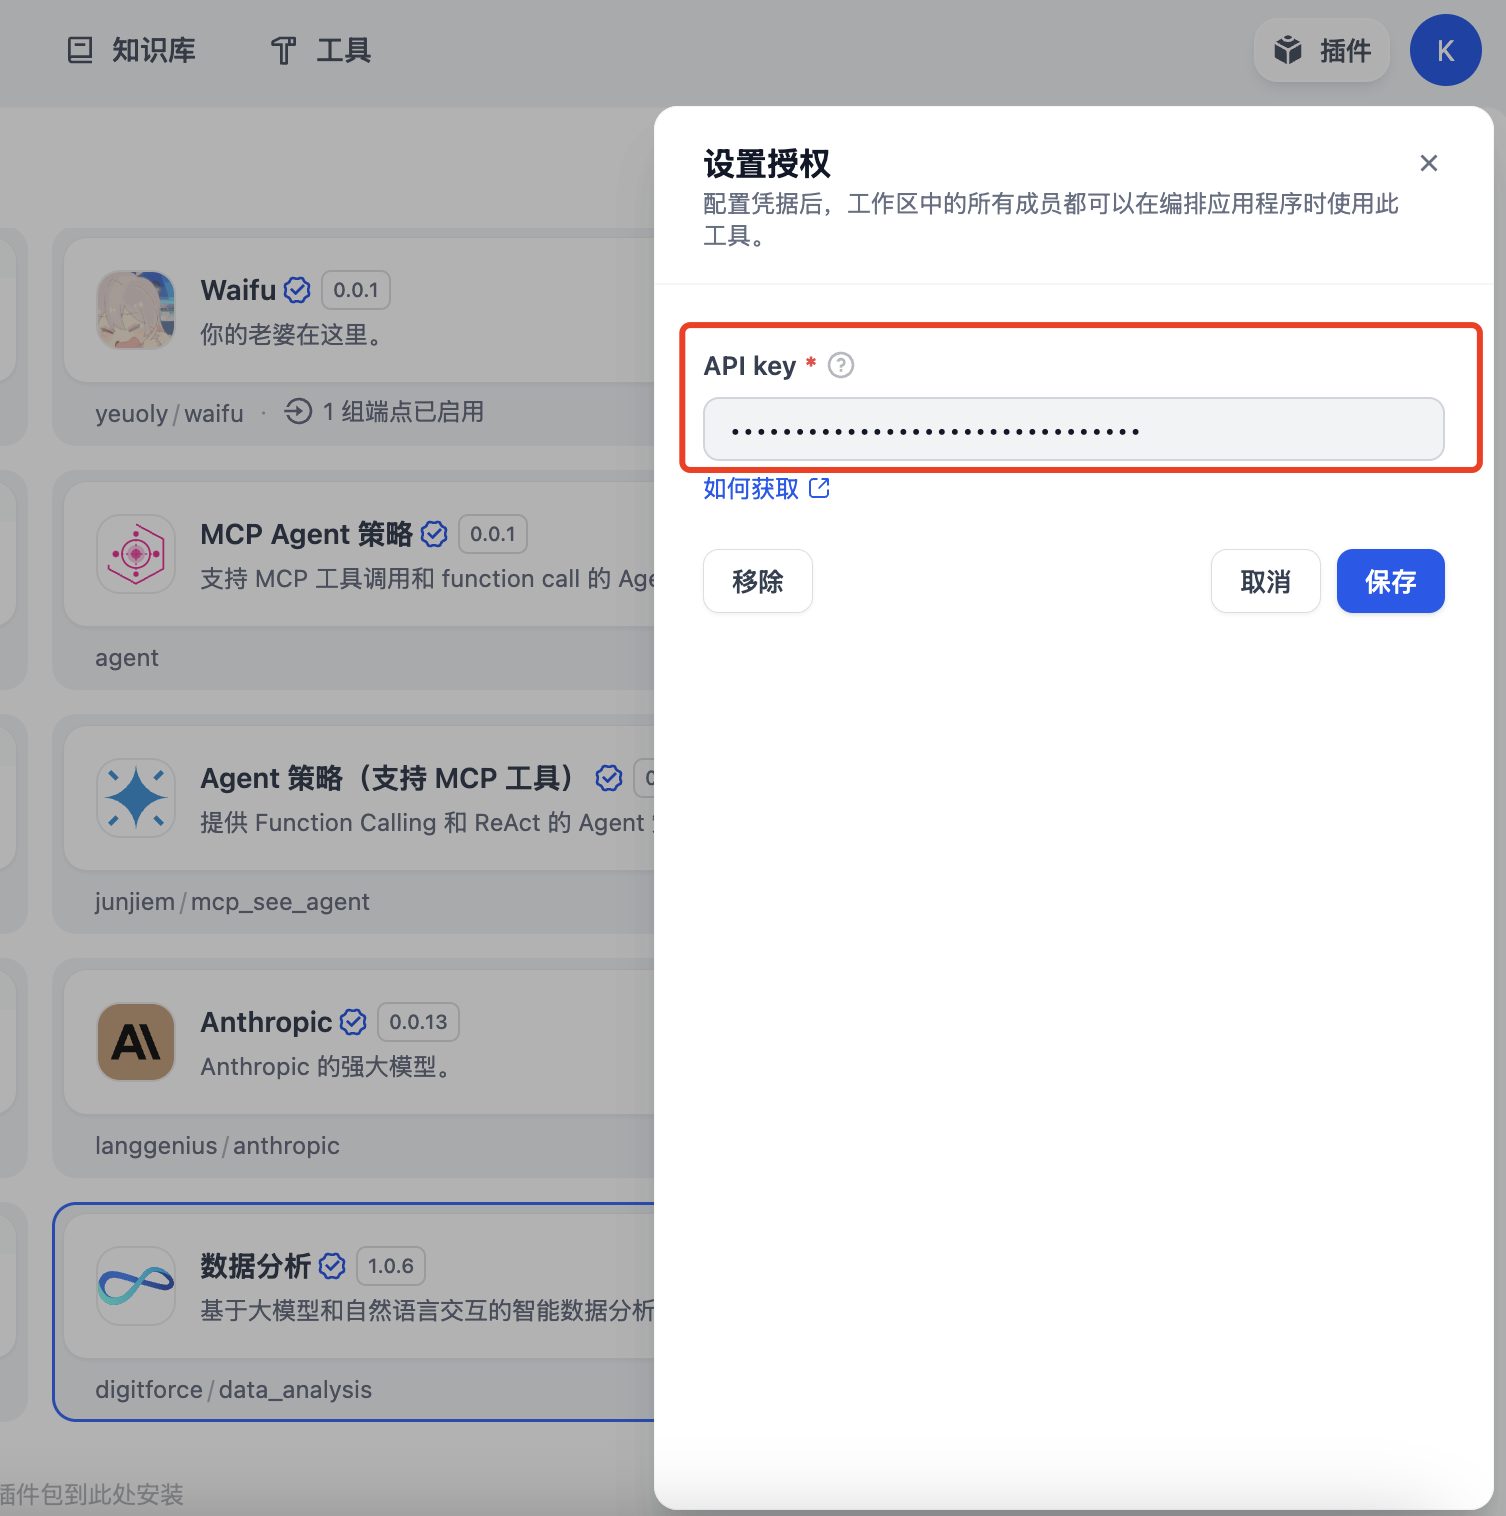 知识库
工具
插件
K
设置授权
配置凭据后，工作区中的所有成员都可以在编排应用程序时使用此
工具。
API key *
••••••••••••••••••••••••••••••••
如何获取
移除
取消
保存
Waifu 0.0.1
你的老婆在这里。
yeuoly / waifu · 1 组端点已启用
MCP Agent 策略 0.0.1
支持 MCP 工具调用和 function call 的
agent
Agent 策略（支持 MCP 工具）
提供 Function Calling 和 ReAct 的 Agent
junjiem / mcp_see_agent
Anthropic 0.0.13
Anthropic 的强大模型。
langgenius / anthropic
数据分析 1.0.6
基于大模型和自然语言交互的智能数据分析
digitforce / data_analysis
插件包到此处安装